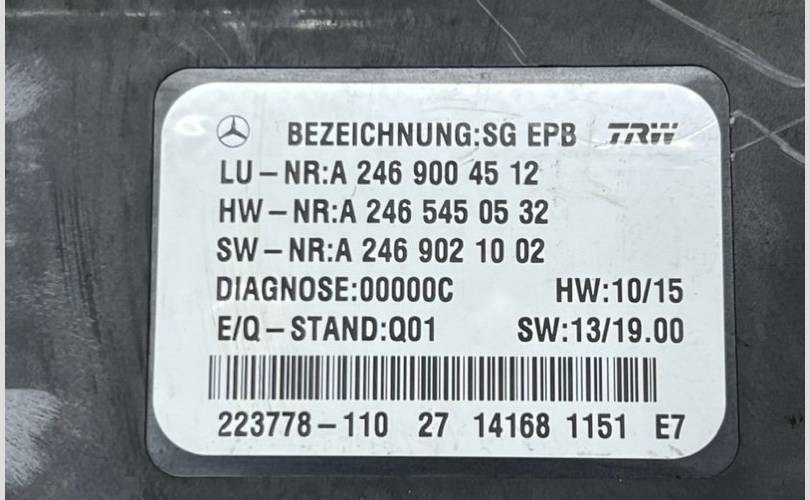 BEZEICHNUNG:SG EPB TRW
LU-NR:A 246 900 45 12
HW-NR:A 246 545 05 32
SW-NR:A 246 902 10 02
DIAGNOSE:00000C HW:10/15
E/Q-STAND:Q01 SW:13/19.00
223778-110 27 14168 1151 E7